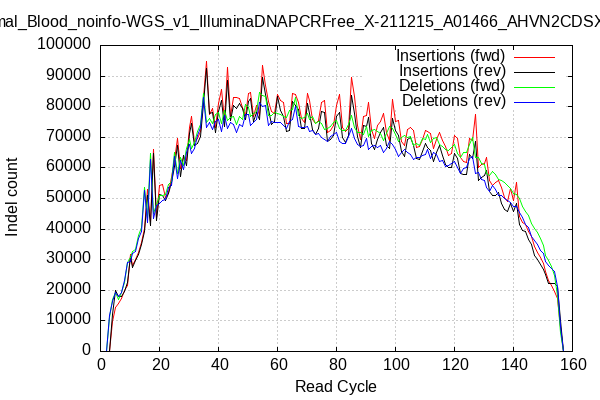 nal_Blood_noinfo-WGS_v1_IlluminaDNAPCRFree_X-211215_A01466_AHVN2CDSX
100000
90000
80000
70000
60000
50000
40000
30000
20000
10000
0
Indel count
Insertions (fwd)
Insertions (rev)
Deletions (fwd)
Deletions (rev)
0 20 40 60 80 100 120 140 160
Read Cycle